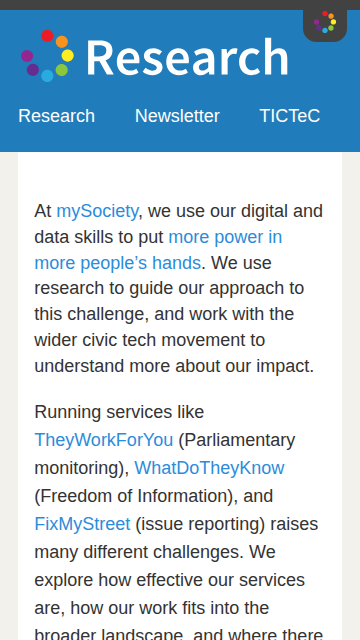 Research
Research Newsletter TICTeC
At mySociety, we use our digital and
data skills to put more power in
more people’s hands. We use
research to guide our approach to
this challenge, and work with the
wider civic tech movement to
understand more about our impact.
Running services like
TheyWorkForYou (Parliamentary
monitoring), WhatDoTheyKnow
(Freedom of Information), and
FixMyStreet (issue reporting) raises
many different challenges. We
explore how effective our services
are, how our work fits into the
broader landscape, and where there